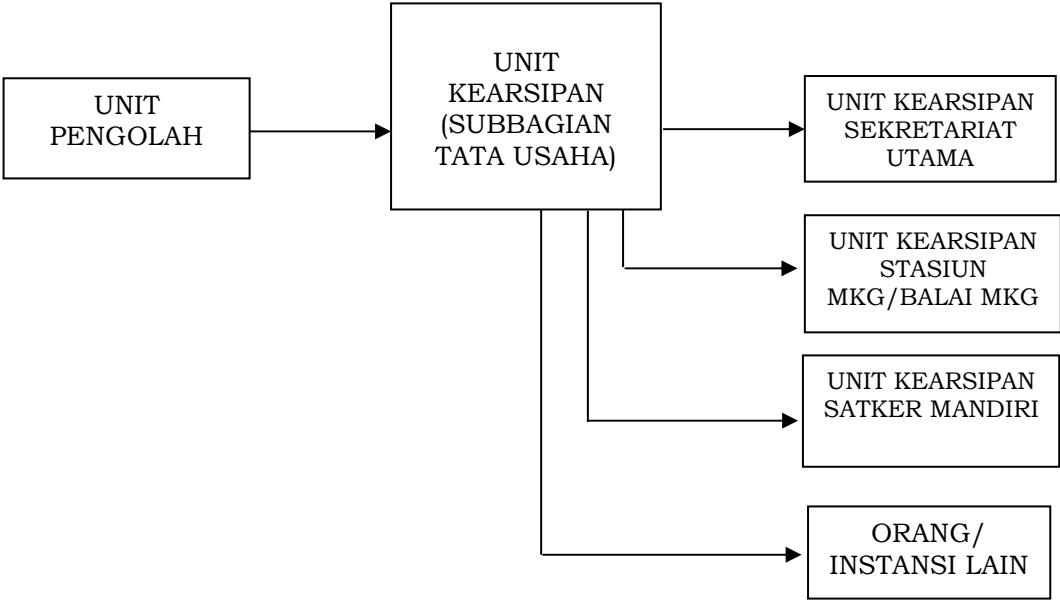 UNIT
PENGOLAH
UNIT
KEARSIPAN
(SUBBAGIAN
TATA USAHA)
UNIT KEARSIPAN
SEKRETARIAT
UTAMA
UNIT KEARSIPAN
STASIUN
MKG/BALAI MKG
UNIT KEARSIPAN
SATKER MANDIRI
ORANG/
INSTANSI LAIN